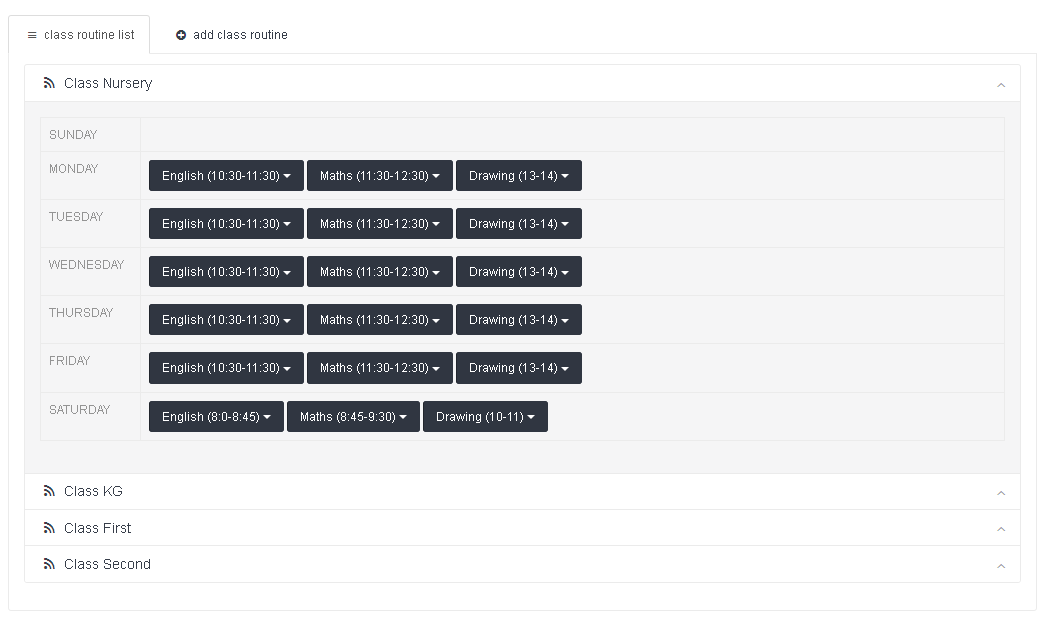 class routine list add class routine
Class Nursery
SUNDAY
MONDAY English (10:30-11:30) Maths (11:30-12:30) Drawing (13-14)
TUESDAY English (10:30-11:30) Maths (11:30-12:30) Drawing (13-14)
WEDNESDAY English (10:30-11:30) Maths (11:30-12:30) Drawing (13-14)
THURSDAY English (10:30-11:30) Maths (11:30-12:30) Drawing (13-14)
FRIDAY English (10:30-11:30) Maths (11:30-12:30) Drawing (13-14)
SATURDAY English (8:0-8:45) Maths (8:45-9:30) Drawing (10-11)
Class KG
Class First
Class Second